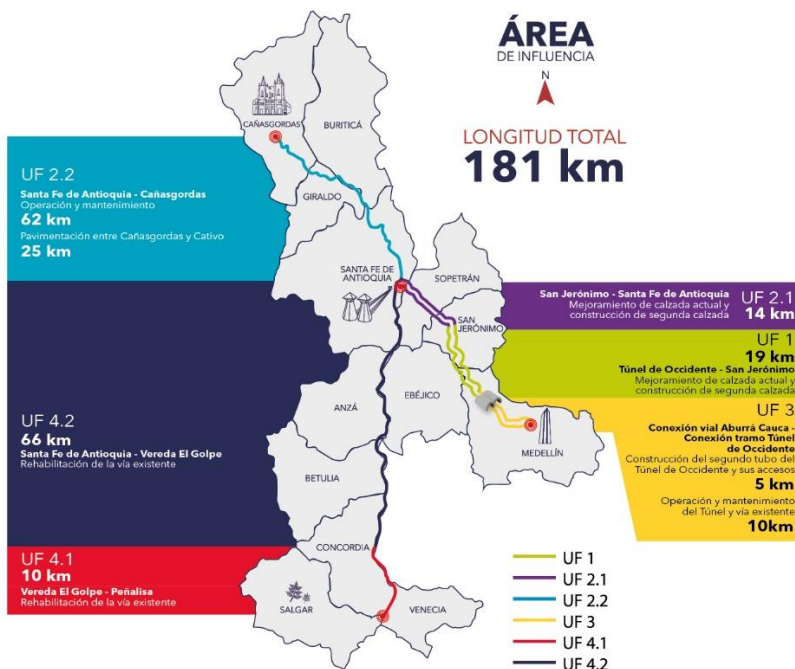 ÁREA
DE INFLUENCIA
N
LONGITUD TOTAL
181 km
CAÑASGORDAS
BURITICÁ
GIRALDO
SANTA FE DE
ANTIOQUIA
SOPETRÁN
SAN
JERÓNIMO
ANZÁ
EBÉJICO
MEDELLÍN
BETULIA
CONCORDIA
SALGAR
VENECIA
UF 2.2
Santa Fe de Antioquia - Cañasgordas
Operación y mantenimiento
62 km
Pavimentación entre Cañasgordas y Cativo
25 km
UF 4.2
66 km
Santa Fe de Antioquia - Vereda El Golpe
Rehabilitación de la vía existente
UF 4.1
10 km
Vereda El Golpe - Peñalisa
Rehabilitación de la vía existente
San Jerónimo - Santa Fe de Antioquia UF 2.1
Mejoramiento de calzada actual y
construcción de segunda calzada 14 km
UF 1
19 km
Túnel de Occidente - San Jerónimo
Mejoramiento de calzada actual y
construcción de segunda calzada
UF 3
Conexión vial Aburrá Cauca -
Conexión tramo Túnel
de Occidente
Construcción del segundo tubo del
Túnel de Occidente y sus accesos
5 km
Operación y mantenimiento
del Túnel y vía existente
10km
UF 1
UF 2.1
UF 2.2
UF 3
UF 4.1
UF 4.2